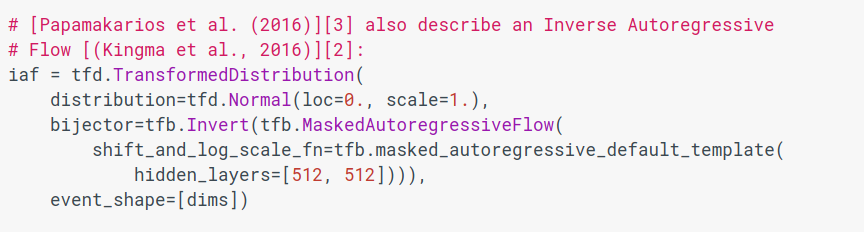 # [Papamakarios et al. (2016)][3] also describe an Inverse Autoregressive
# Flow [(Kingma et al., 2016)][2]:
iaf = tfd.TransformedDistribution(
    distribution=tfd.Normal(loc=0., scale=1.),
    bijector=tfb.Invert(tfb.MaskedAutoregressiveFlow(
        shift_and_log_scale_fn=tfb.masked_autoregressive_default_template(
            hidden_layers=[512, 512]))),
    event_shape=[dims])